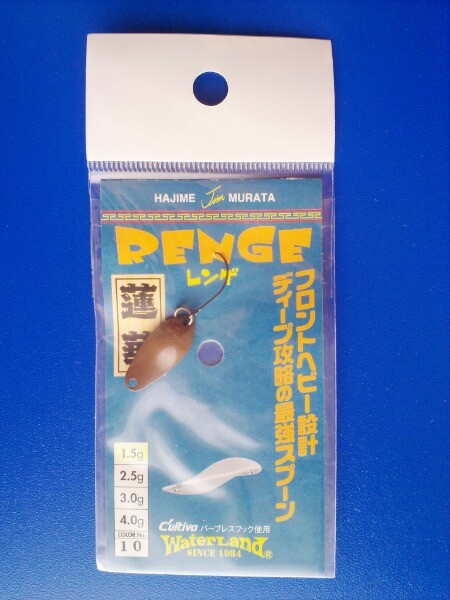 HAJIME Jim MURATA
RENGE
レンゲ
蓮華
フロントヘビー設計
ディープ攻略の最強スプーン
1.5g
2.5g
3.0g
4.0g
COLOR No.
10
C'ultiva バーブレスフック使用
WaterLand®
SINCE 1984